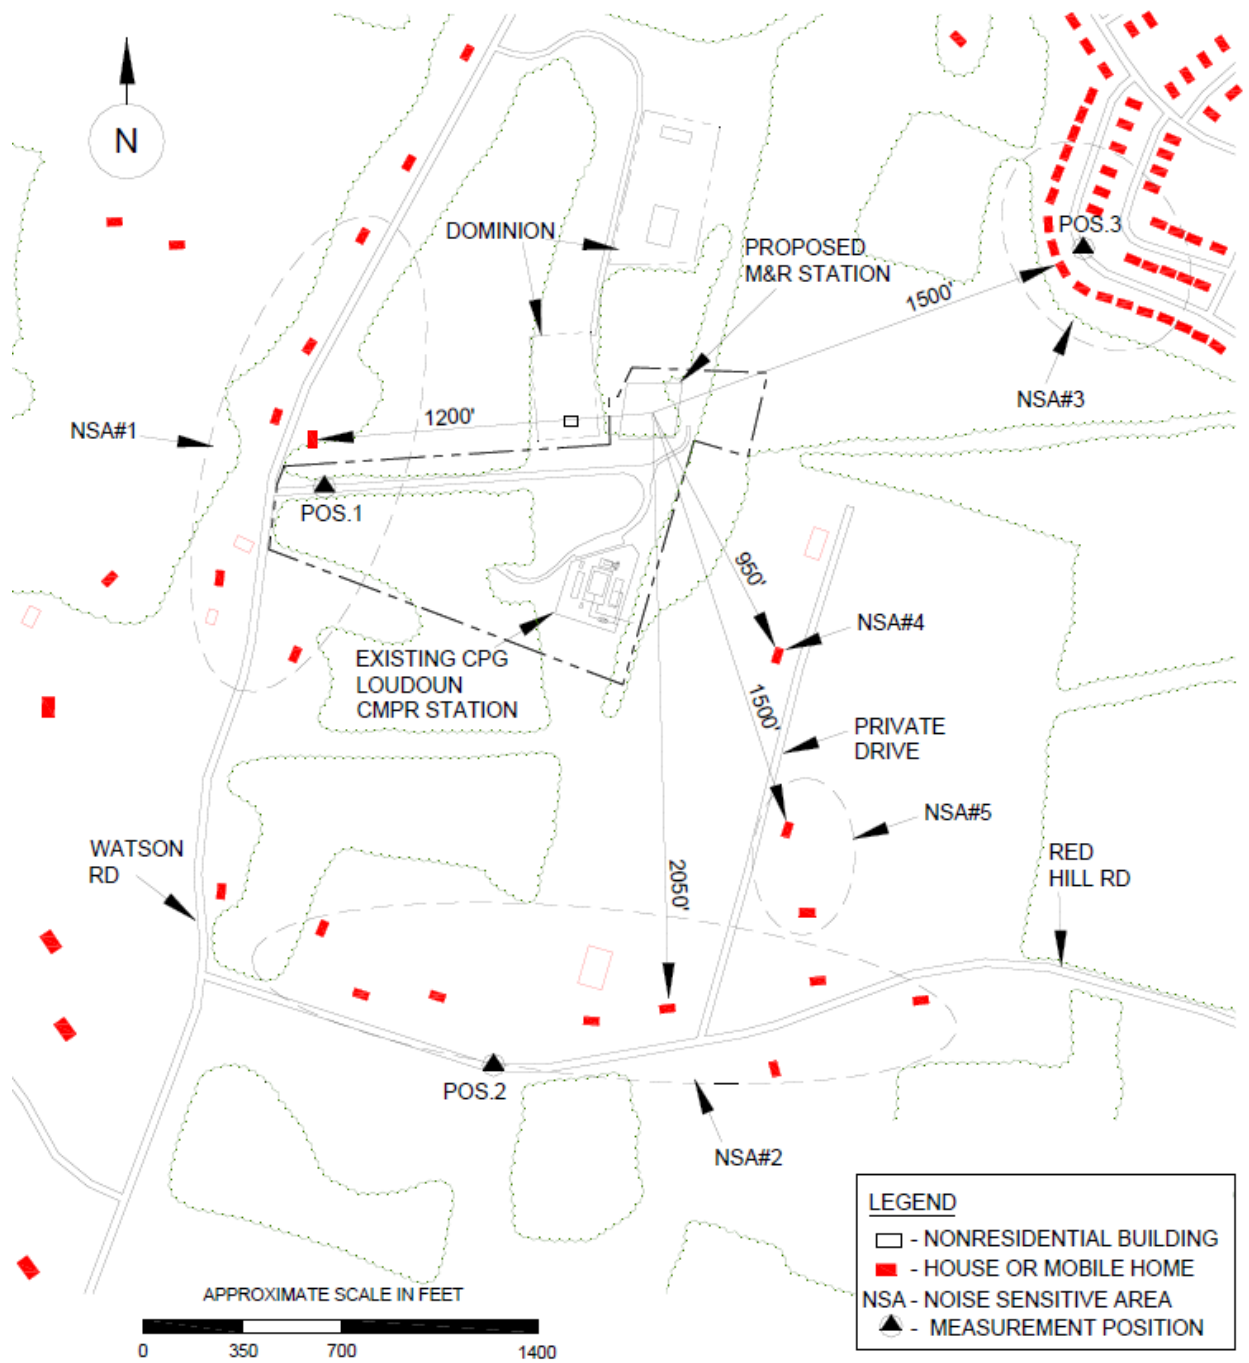 N
DOMINION
PROPOSED
M&R STATION
POS.3
1500'
NSA#3
NSA#1
1200'
POS.1
950'
NSA#4
EXISTING CPG
LOUDOUN
CMPR STATION
1500'
PRIVATE
DRIVE
NSA#5
WATSON
RD
2050'
RED
HILL RD
POS.2
NSA#2
LEGEND
- NONRESIDENTIAL BUILDING
- HOUSE OR MOBILE HOME
NSA - NOISE SENSITIVE AREA
- MEASUREMENT POSITION
APPROXIMATE SCALE IN FEET
0 350 700 1400